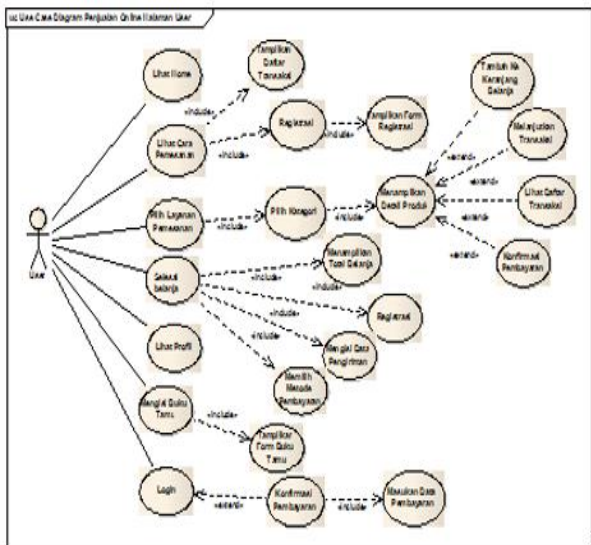 uc Use Case Diagram Penjualan Online Halaman User
Lihat Home
Tampilkan
Daftar
Transaksi
Tambah Ke
Keranjang
Belanja
«include»
Registrasi
Tampilkan Form
Registrasi
Melanjutkan
Transaksi
Lihat Cara
Pemesanan
«include»
«include»
«extend»
«extend»
Pilih Layanan
Pemesanan
Pilih Kategori
Menampilkan
Detail Produk
Lihat Daftar
Transaksi
«include»
«include»
«extend»
«extend»
User
Menampilkan
Total Belanja
Konfirmasi
Pembayaran
Selesai
belanja
«include»
«include»
Registrasi
«include»
Lihat Profil
«include»
Mengisi Data
Pengiriman
Memilih
Metode
Pembayaran
Mengisi Buku
Tamu
«include»
Tampilkan
Form Buku
Tamu
Login
Konfirmasi
Pembayaran
Masukan Data
Pembayaran
«extend»
«include»